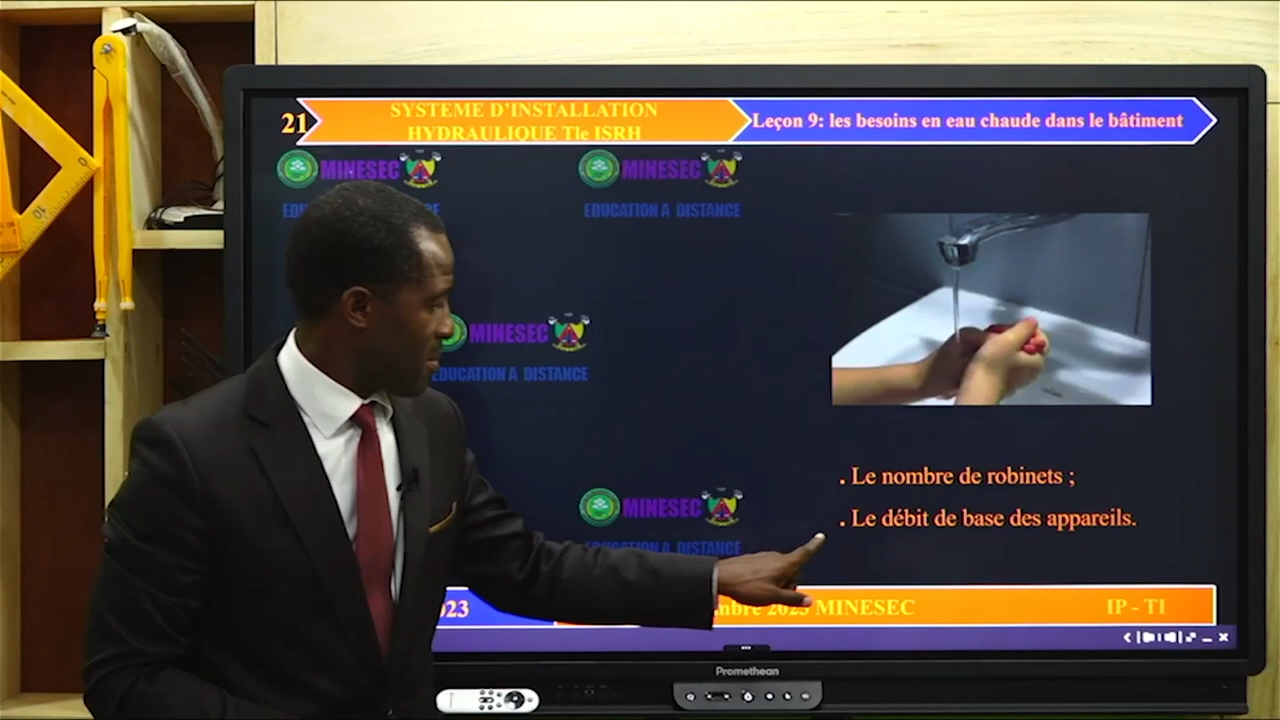 21
SYSTEME D'INSTALLATION
HYDRAULIQUE Tle ISRH
Leçon 9: les besoins en eau chaude dans le bâtiment
MINESEC
MINESEC
EDUCATION A DISTANCE
MINESEC
EDUCATION A DISTANCE
. Le nombre de robinets ;
. Le débit de base des appareils.
MINESEC
EDUCATION A DISTANCE
MINESEC
IP - TI
Promethean